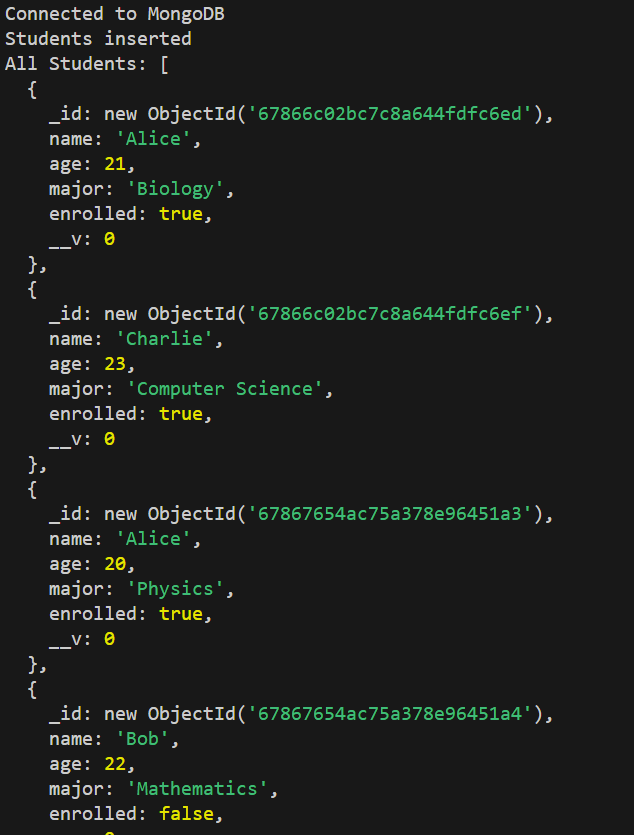 Connected to MongoDB
Students inserted
All Students: [
  {
    _id: new ObjectId('67866c02bc7c8a644fdfc6ed'),
    name: 'Alice',
    age: 21,
    major: 'Biology',
    enrolled: true,
    __v: 0
  },
  {
    _id: new ObjectId('67866c02bc7c8a644fdfc6ef'),
    name: 'Charlie',
    age: 23,
    major: 'Computer Science',
    enrolled: true,
    __v: 0
  },
  {
    _id: new ObjectId('67867654ac75a378e96451a3'),
    name: 'Alice',
    age: 20,
    major: 'Physics',
    enrolled: true,
    __v: 0
  },
  {
    _id: new ObjectId('67867654ac75a378e96451a4'),
    name: 'Bob',
    age: 22,
    major: 'Mathematics',
    enrolled: false,